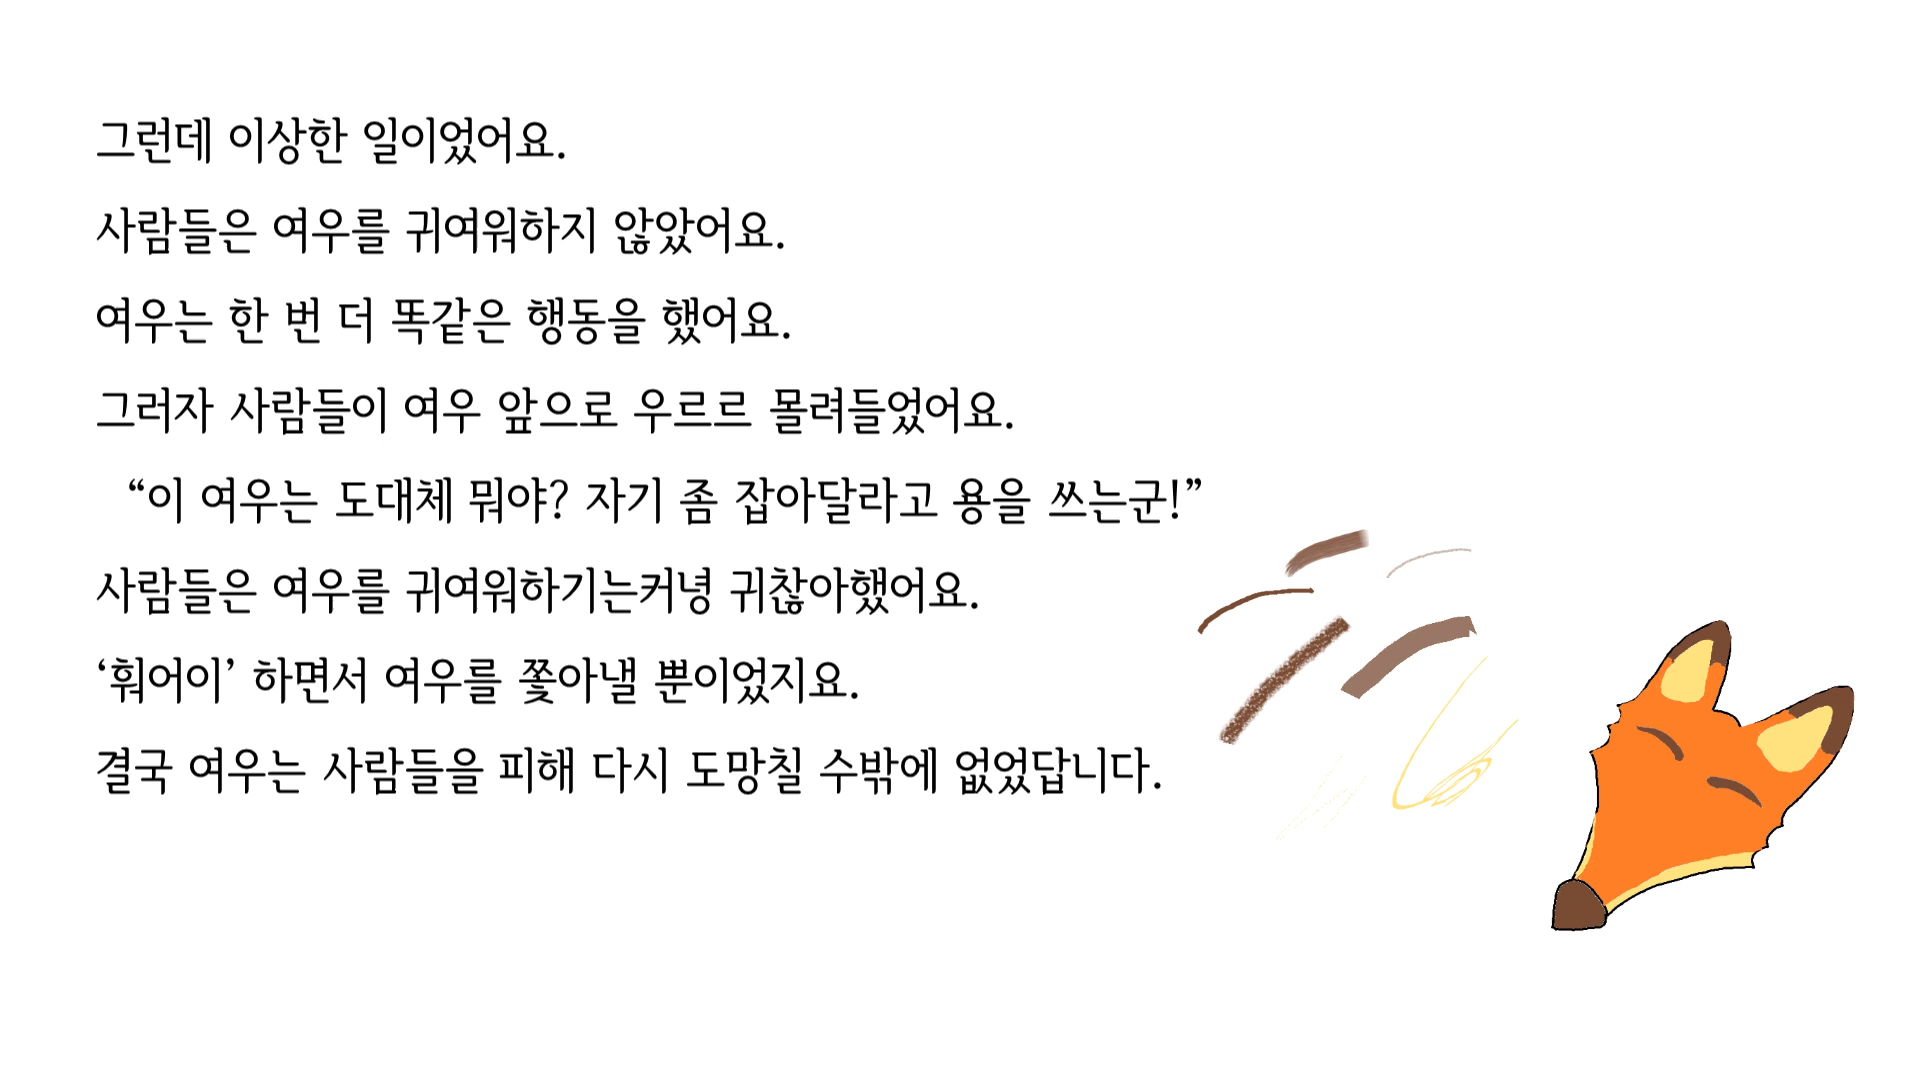 그런데 이상한 일이었어요.
사람들은 여우를 귀여워하지 않았어요.
여우는 한 번 더 똑같은 행동을 했어요.
그러자 사람들이 여우 앞으로 우르르 몰려들었어요.
“이 여우는 도대체 뭐야? 자기 좀 잡아달라고 용을 쓰는군!”
사람들은 여우를 귀여워하기는커녕 귀찮아했어요.
‘훠어이’ 하면서 여우를 쫓아낼 뿐이었지요.
결국 여우는 사람들을 피해 다시 도망칠 수밖에 없었답니다.